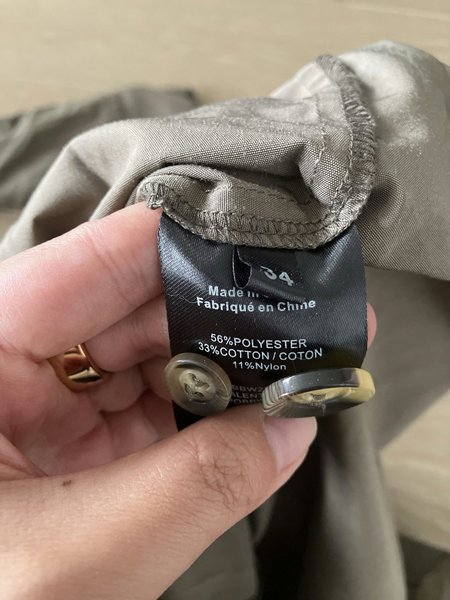 34
Made in
Fabriqué en Chine
56%POLYESTER
33%COTTON / COTON
11%Nylon